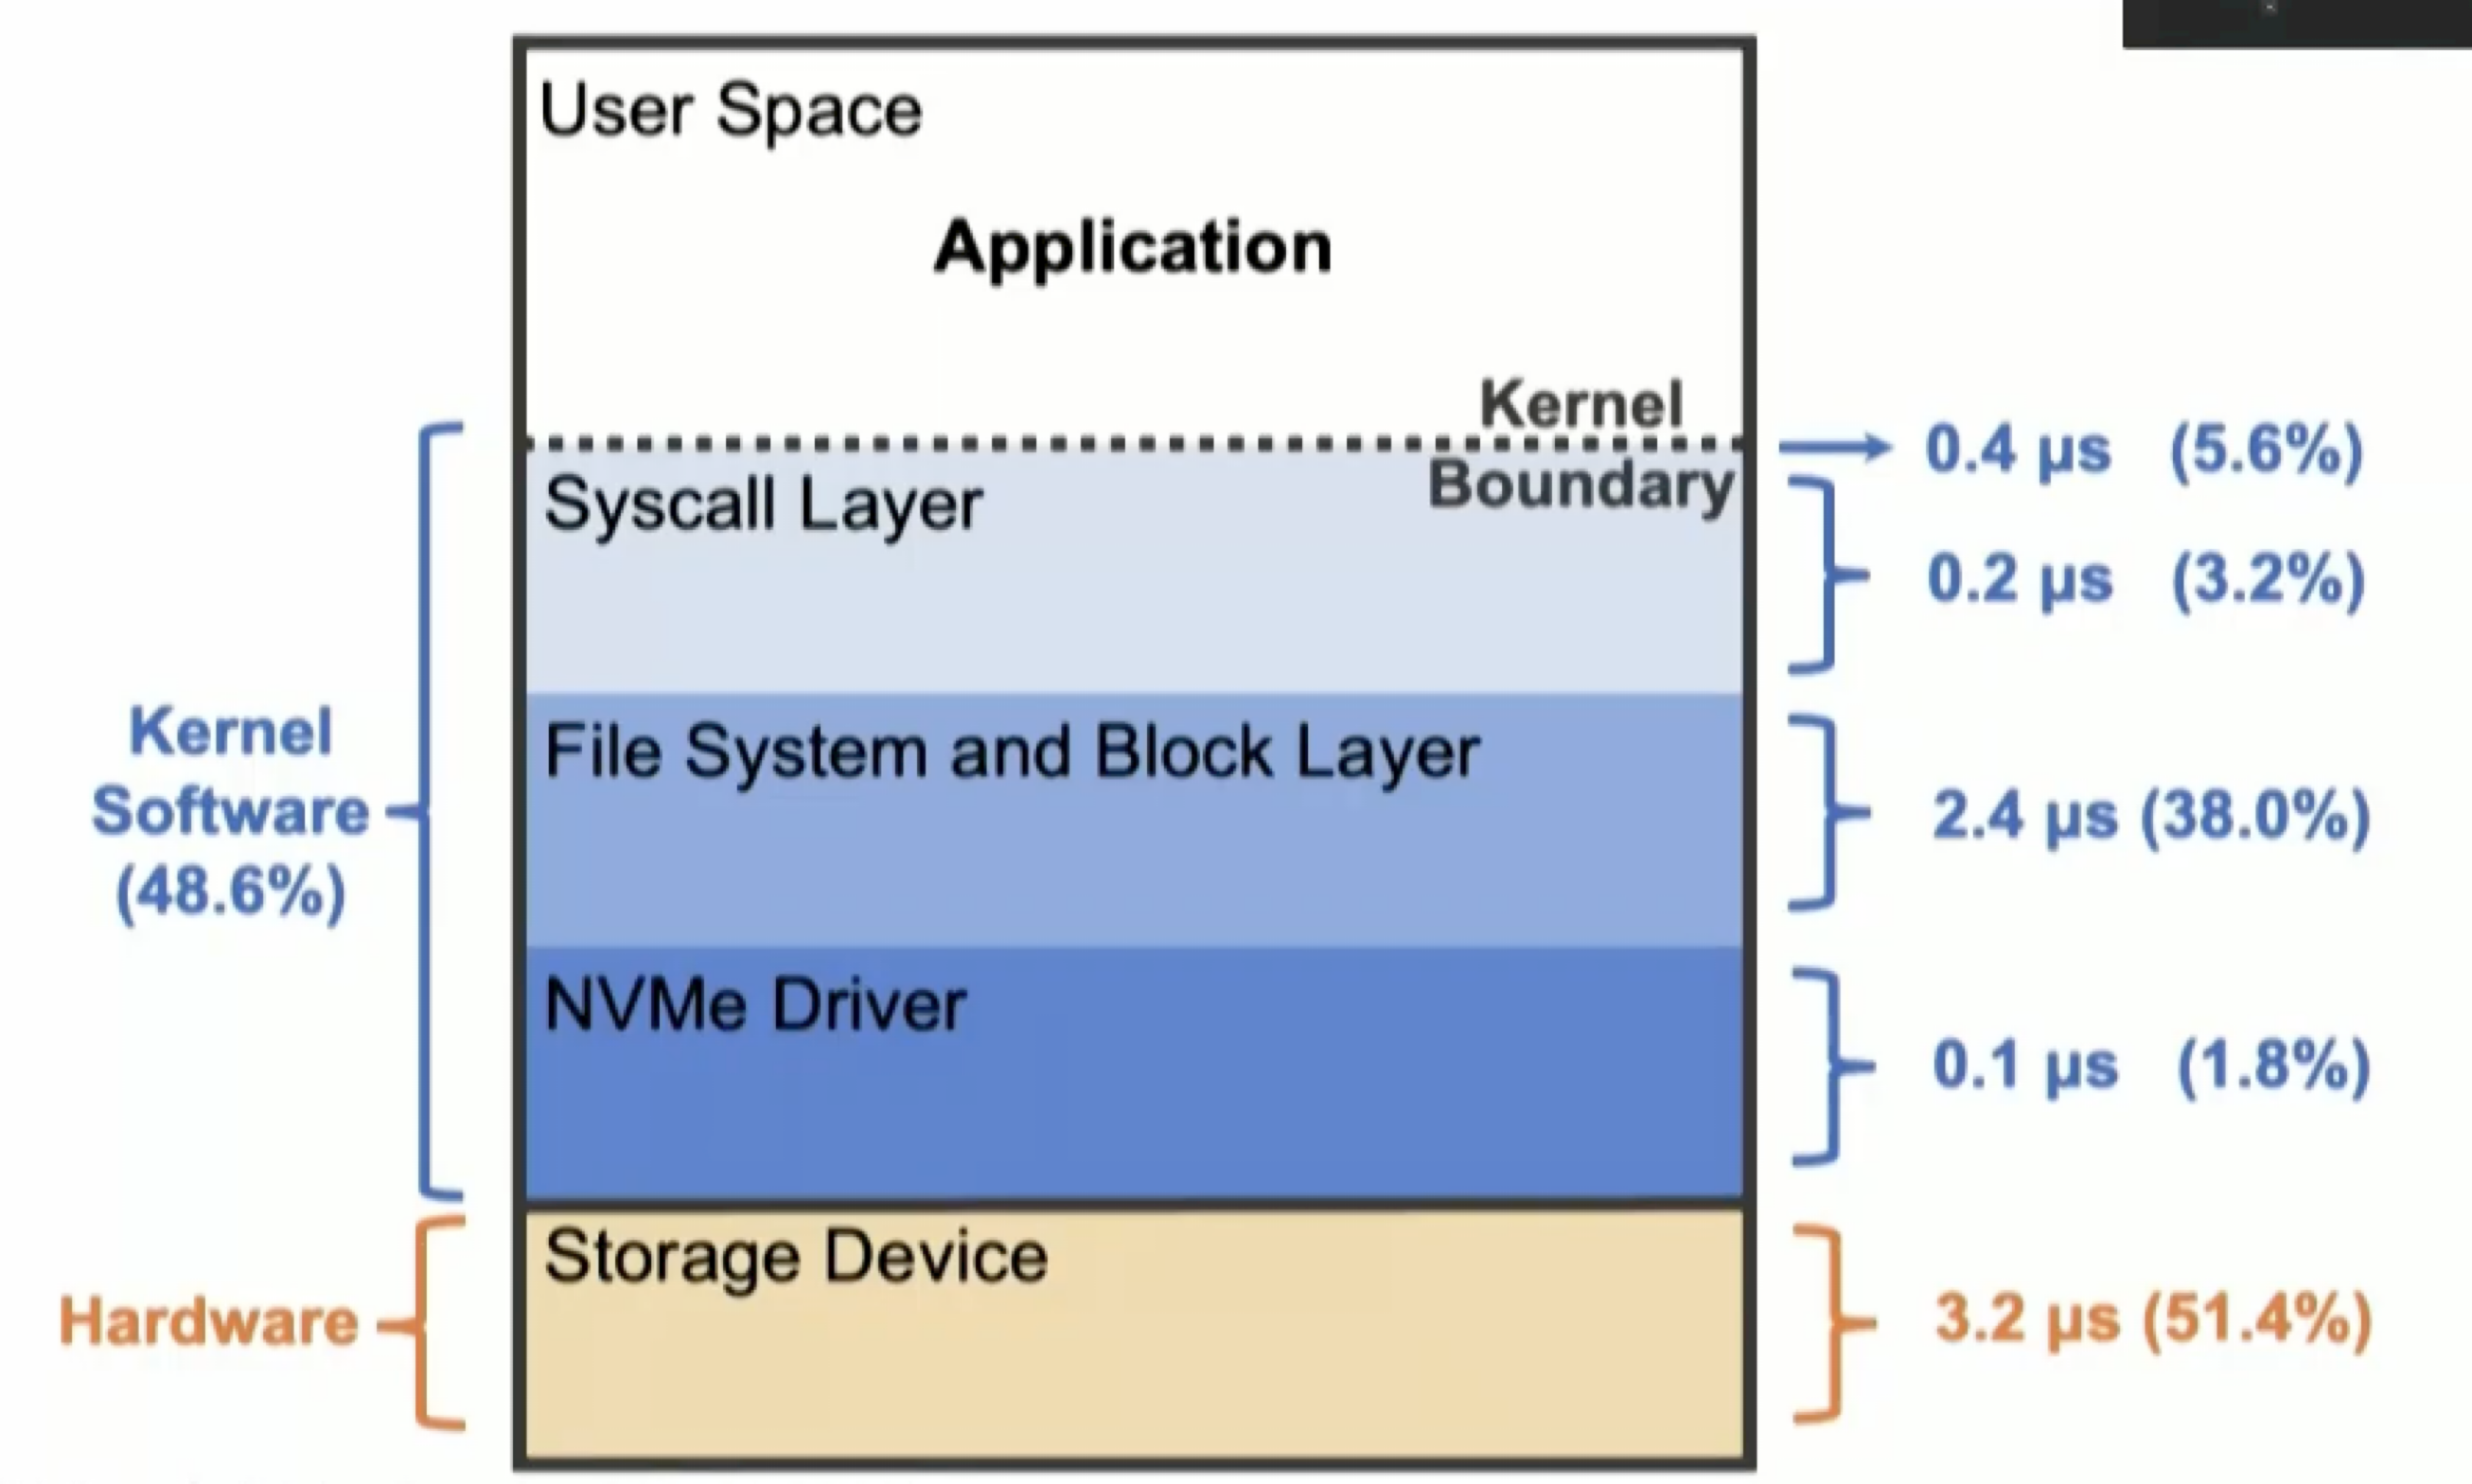 User Space
Application
Kernel
Boundary
0.4 µs (5.6%)
Syscall Layer
0.2 µs (3.2%)
Kernel
Software
(48.6%)
File System and Block Layer
2.4 µs (38.0%)
NVMe Driver
0.1 µs (1.8%)
Hardware
Storage Device
3.2 µs (51.4%)